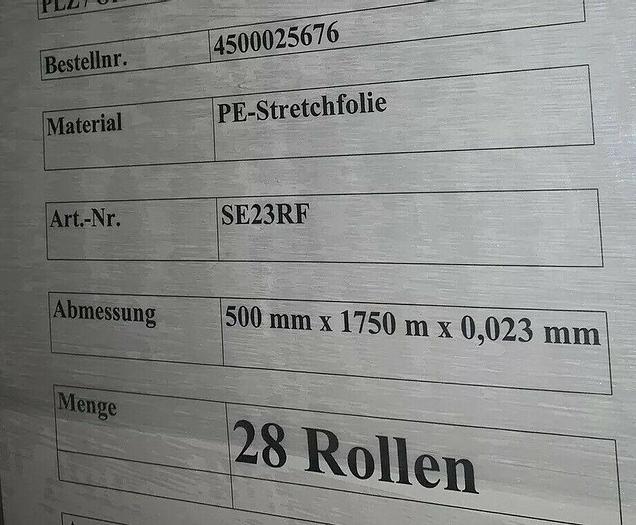 Bestellnr. 4500025676
Material PE-Stretchfolie
Art.-Nr. SE23RF
Abmessung 500 mm x 1750 m x 0,023 mm
Menge 28 Rollen